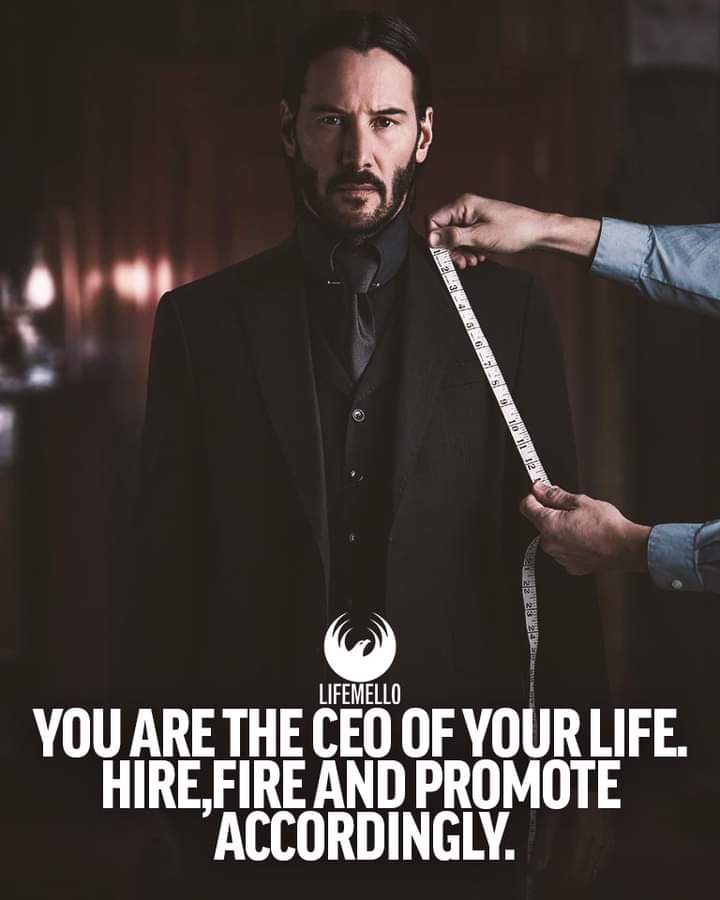 LIFEMELLO
YOU ARE THE CEO OF YOUR LIFE.
HIRE,FIRE AND PROMOTE
ACCORDINGLY.